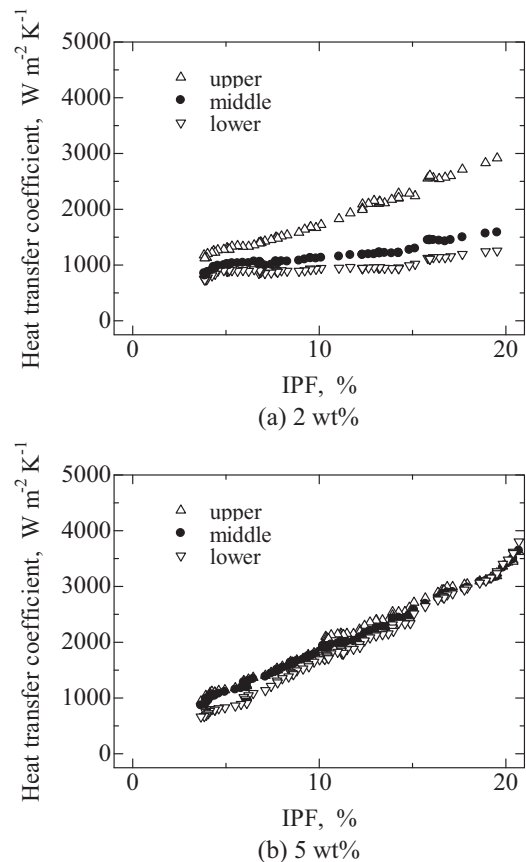 5000
4000
3000
2000
1000
0
Heat transfer coefficient, W m⁻² K⁻¹
△ upper
● middle
▽ lower
0 10 20
IPF, %
(a) 2 wt%
5000
4000
3000
2000
1000
0
Heat transfer coefficient, W m⁻² K⁻¹
△ upper
● middle
▽ lower
0 10 20
IPF, %
(b) 5 wt%